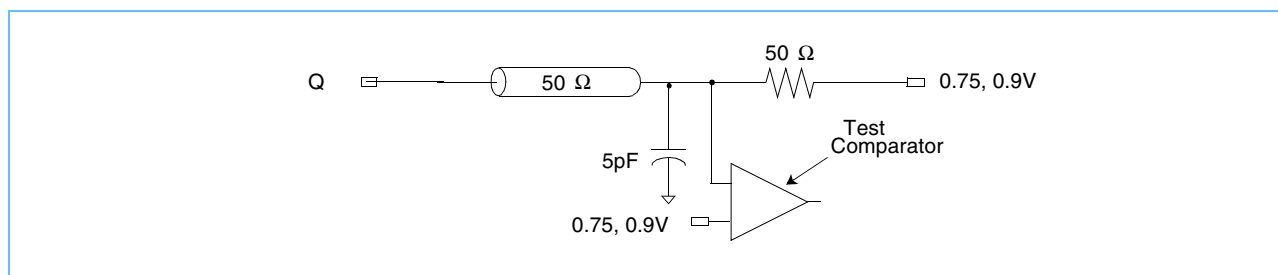 50 Ω
Q
50 Ω
0.75, 0.9V
Test
Comparator
5pF
0.75, 0.9V